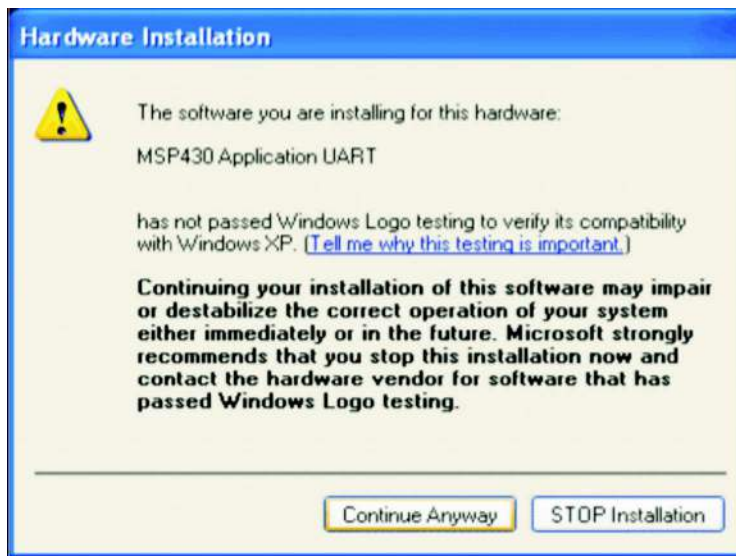 Hardware Installation
The software you are installing for this hardware:
MSP430 Application UART
has not passed Windows Logo testing to verify its compatibility
with Windows XP. (Tell me why this testing is important.)
Continuing your installation of this software may impair
or destabilize the correct operation of your system
either immediately or in the future. Microsoft strongly
recommends that you stop this installation now and
contact the hardware vendor for software that has
passed Windows Logo testing.
Continue Anyway
STOP Installation